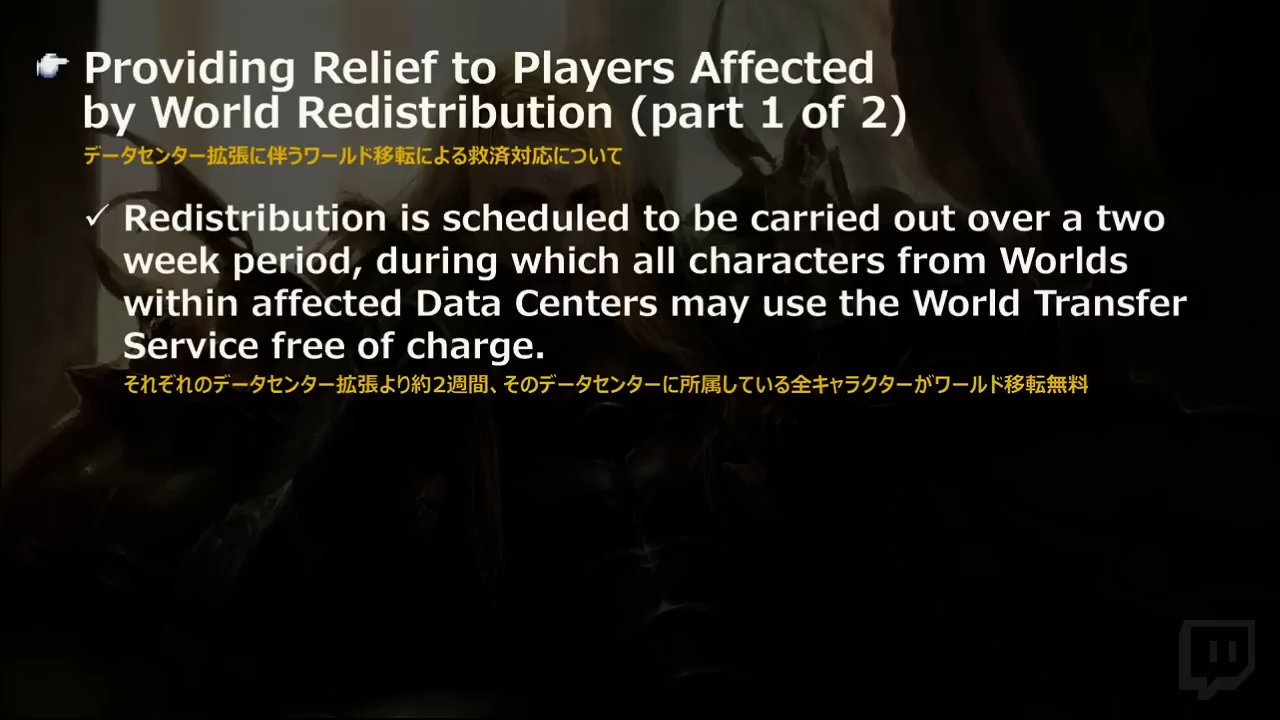 Providing Relief to Players Affected
by World Redistribution (part 1 of 2)
データセンター拡張に伴うワールド移転による救済対応について
✓ Redistribution is scheduled to be carried out over a two
week period, during which all characters from Worlds
within affected Data Centers may use the World Transfer
Service free of charge.
それぞれのデータセンター拡張より約2週間、そのデータセンターに所属している全キャラクターがワールド移転無料